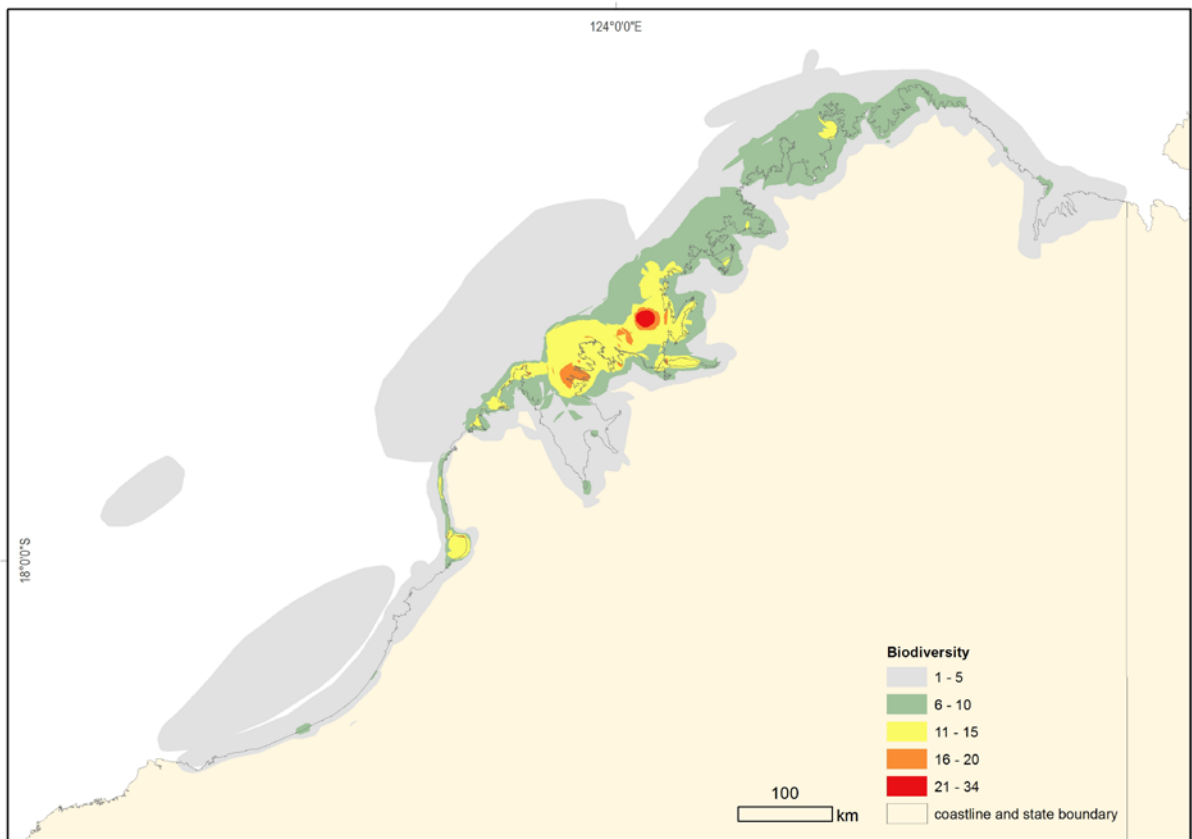 124°0'0"E
18°0'0"S
Biodiversity
1 - 5
6 - 10
11 - 15
16 - 20
21 - 34
coastline and state boundary
100
km